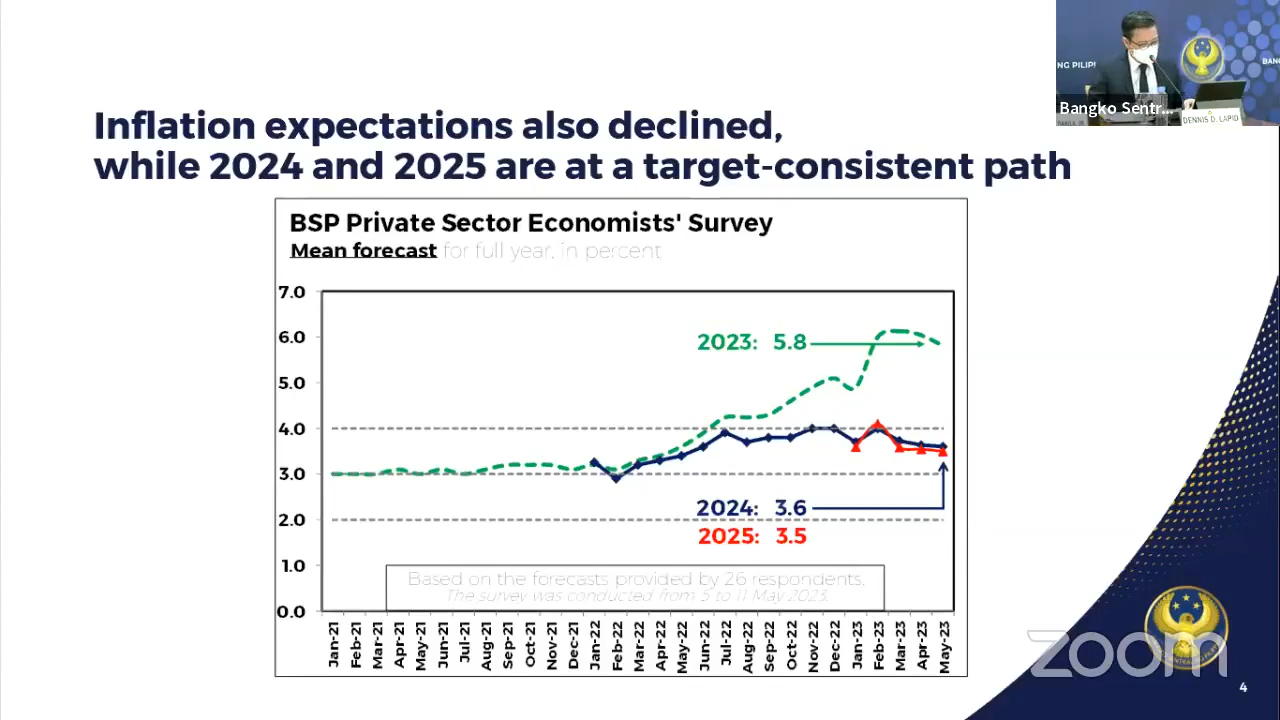 NG PILIPI
BANG
Bangko Sentr...
DENNIS D. LAPID
Inflation expectations also declined,
while 2024 and 2025 are at a target-consistent path
BSP Private Sector Economists' Survey
Mean forecast for full year, in percent
7.0
6.0
5.0
4.0
3.0
2.0
1.0
0.0
2023: 5.8
2024: 3.6
2025: 3.5
Based on the forecasts provided by 26 respondents.
The survey was conducted from 5 to 11 May 2023.
Jan-21
Feb-21
Mar-21
Apr-21
May-21
Jun-21
Jul-21
Aug-21
Sep-21
Oct-21
Nov-21
Dec-21
Jan-22
Feb-22
Mar-22
Apr-22
May-22
Jun-22
Jul-22
Aug-22
Sep-22
Oct-22
Nov-22
Dec-22
Jan-23
Feb-23
Mar-23
Apr-23
May-23
zoom
4